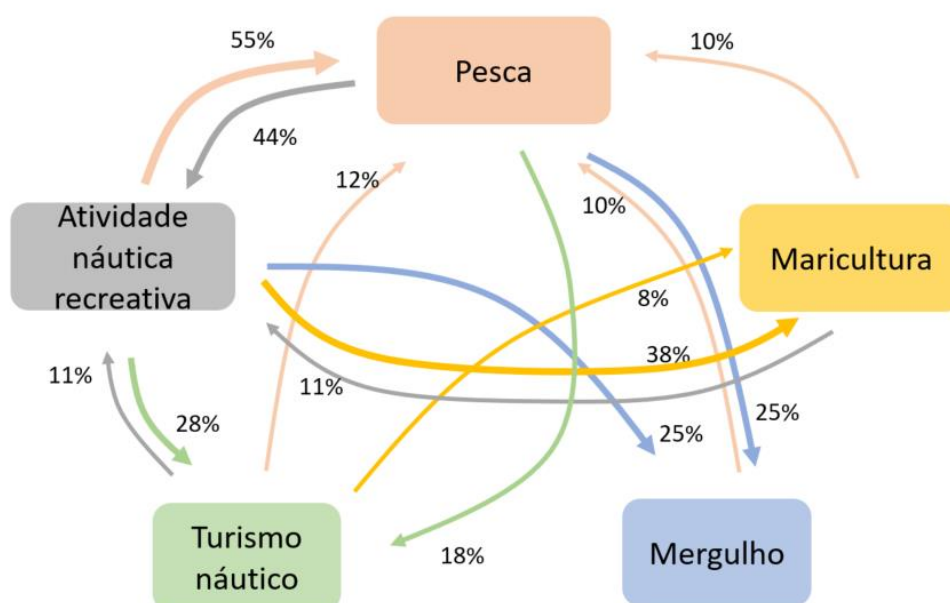 55%
Pesca
10%
44%
12%
10%
Atividade
náutica
recreativa
Maricultura
8%
38%
11%
11%
28%
25%
25%
Turismo
náutico
18%
Mergulho